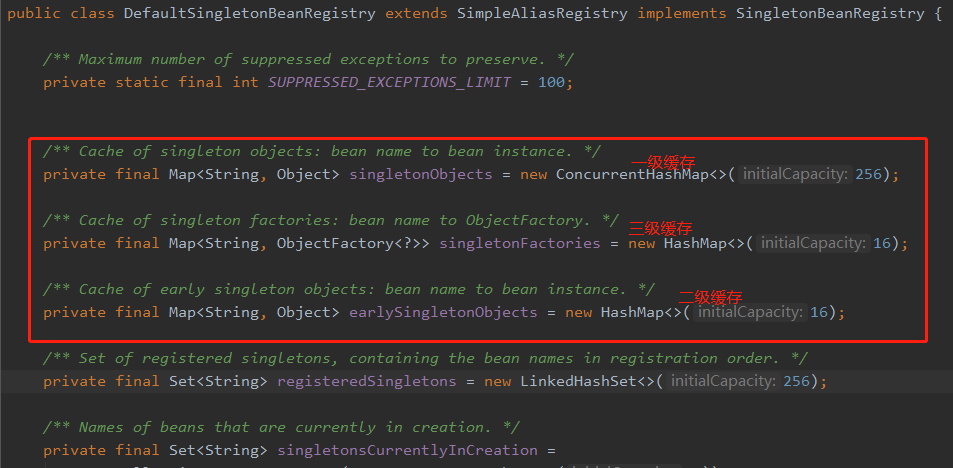 public class DefaultSingletonBeanRegistry extends SimpleAliasRegistry implements SingletonBeanRegistry {
/** Maximum number of suppressed exceptions to preserve. */
private static final int SUPPRESSED_EXCEPTIONS_LIMIT = 100;
/** Cache of singleton objects: bean name to bean instance. */
一级缓存
private final Map<String, Object> singletonObjects = new ConcurrentHashMap<>( initialCapacity: 256);
/** Cache of singleton factories: bean name to ObjectFactory. */
三级缓存
private final Map<String, ObjectFactory<?>> singletonFactories = new HashMap<>( initialCapacity: 16);
/** Cache of early singleton objects: bean name to bean instance. */
二级缓存
private final Map<String, Object> earlySingletonObjects = new HashMap<>( initialCapacity: 16);
/** Set of registered singletons, containing the bean names in registration order. */
private final Set<String> registeredSingletons = new LinkedHashSet<>( initialCapacity: 256);
/** Names of beans that are currently in creation. */
private final Set<String> singletonsCurrentlyInCreation =